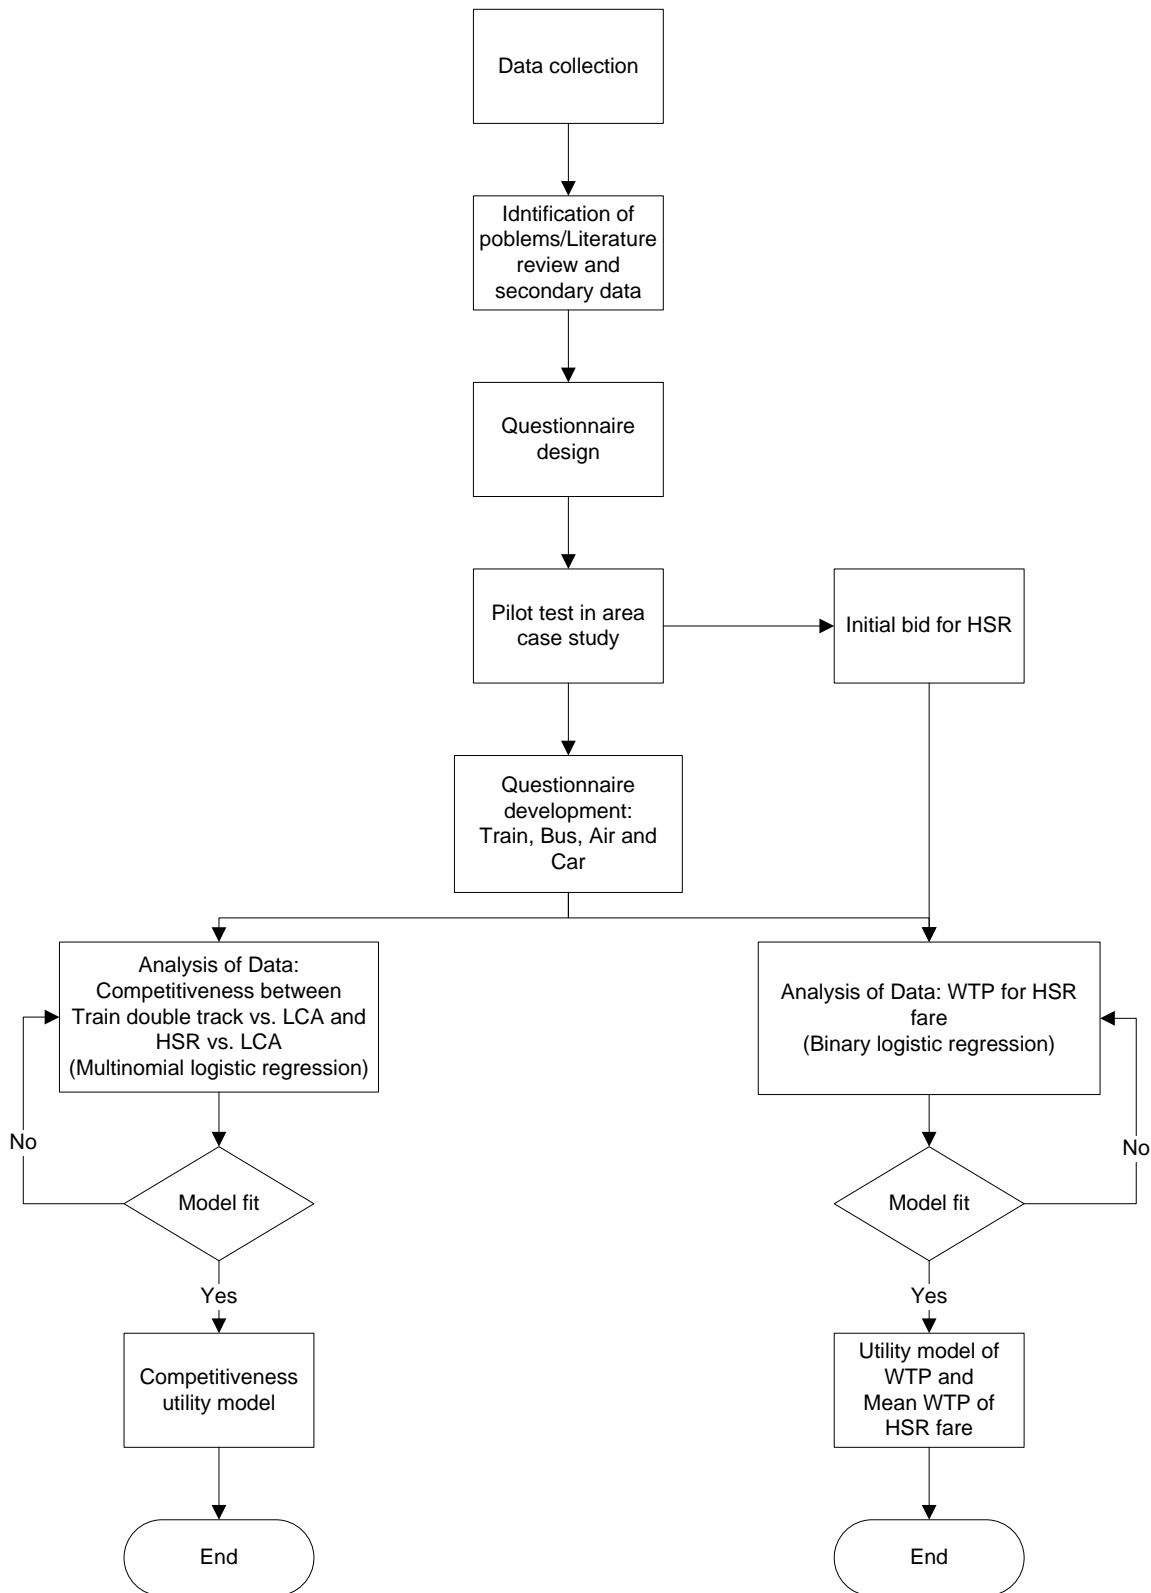 Data collection
Idntification of
poblems/Literature
review and
secondary data
Questionnaire
design
Pilot test in area
case study
Initial bid for HSR
Questionnaire
development:
Train, Bus, Air and
Car
Analysis of Data:
Competitiveness between
Train double track vs. LCA and
HSR vs. LCA
(Multinomial logistic regression)
Analysis of Data: WTP for HSR
fare
(Binary logistic regression)
No
No
Model fit
Model fit
Yes
Yes
Competitiveness
utility model
Utility model of
WTP and
Mean WTP of
HSR fare
End
End